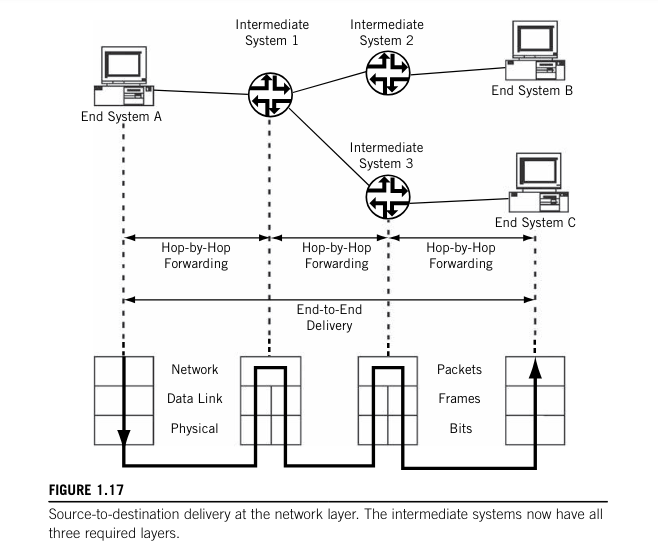 Intermediate
System 1
Intermediate
System 2
End System A
End System B
Intermediate
System 3
End System C
Hop-by-Hop
Forwarding
Hop-by-Hop
Forwarding
Hop-by-Hop
Forwarding
End-to-End
Delivery
Network
Packets
Data Link
Frames
Physical
Bits
FIGURE 1.17
Source-to-destination delivery at the network layer. The intermediate systems now have all
three required layers.